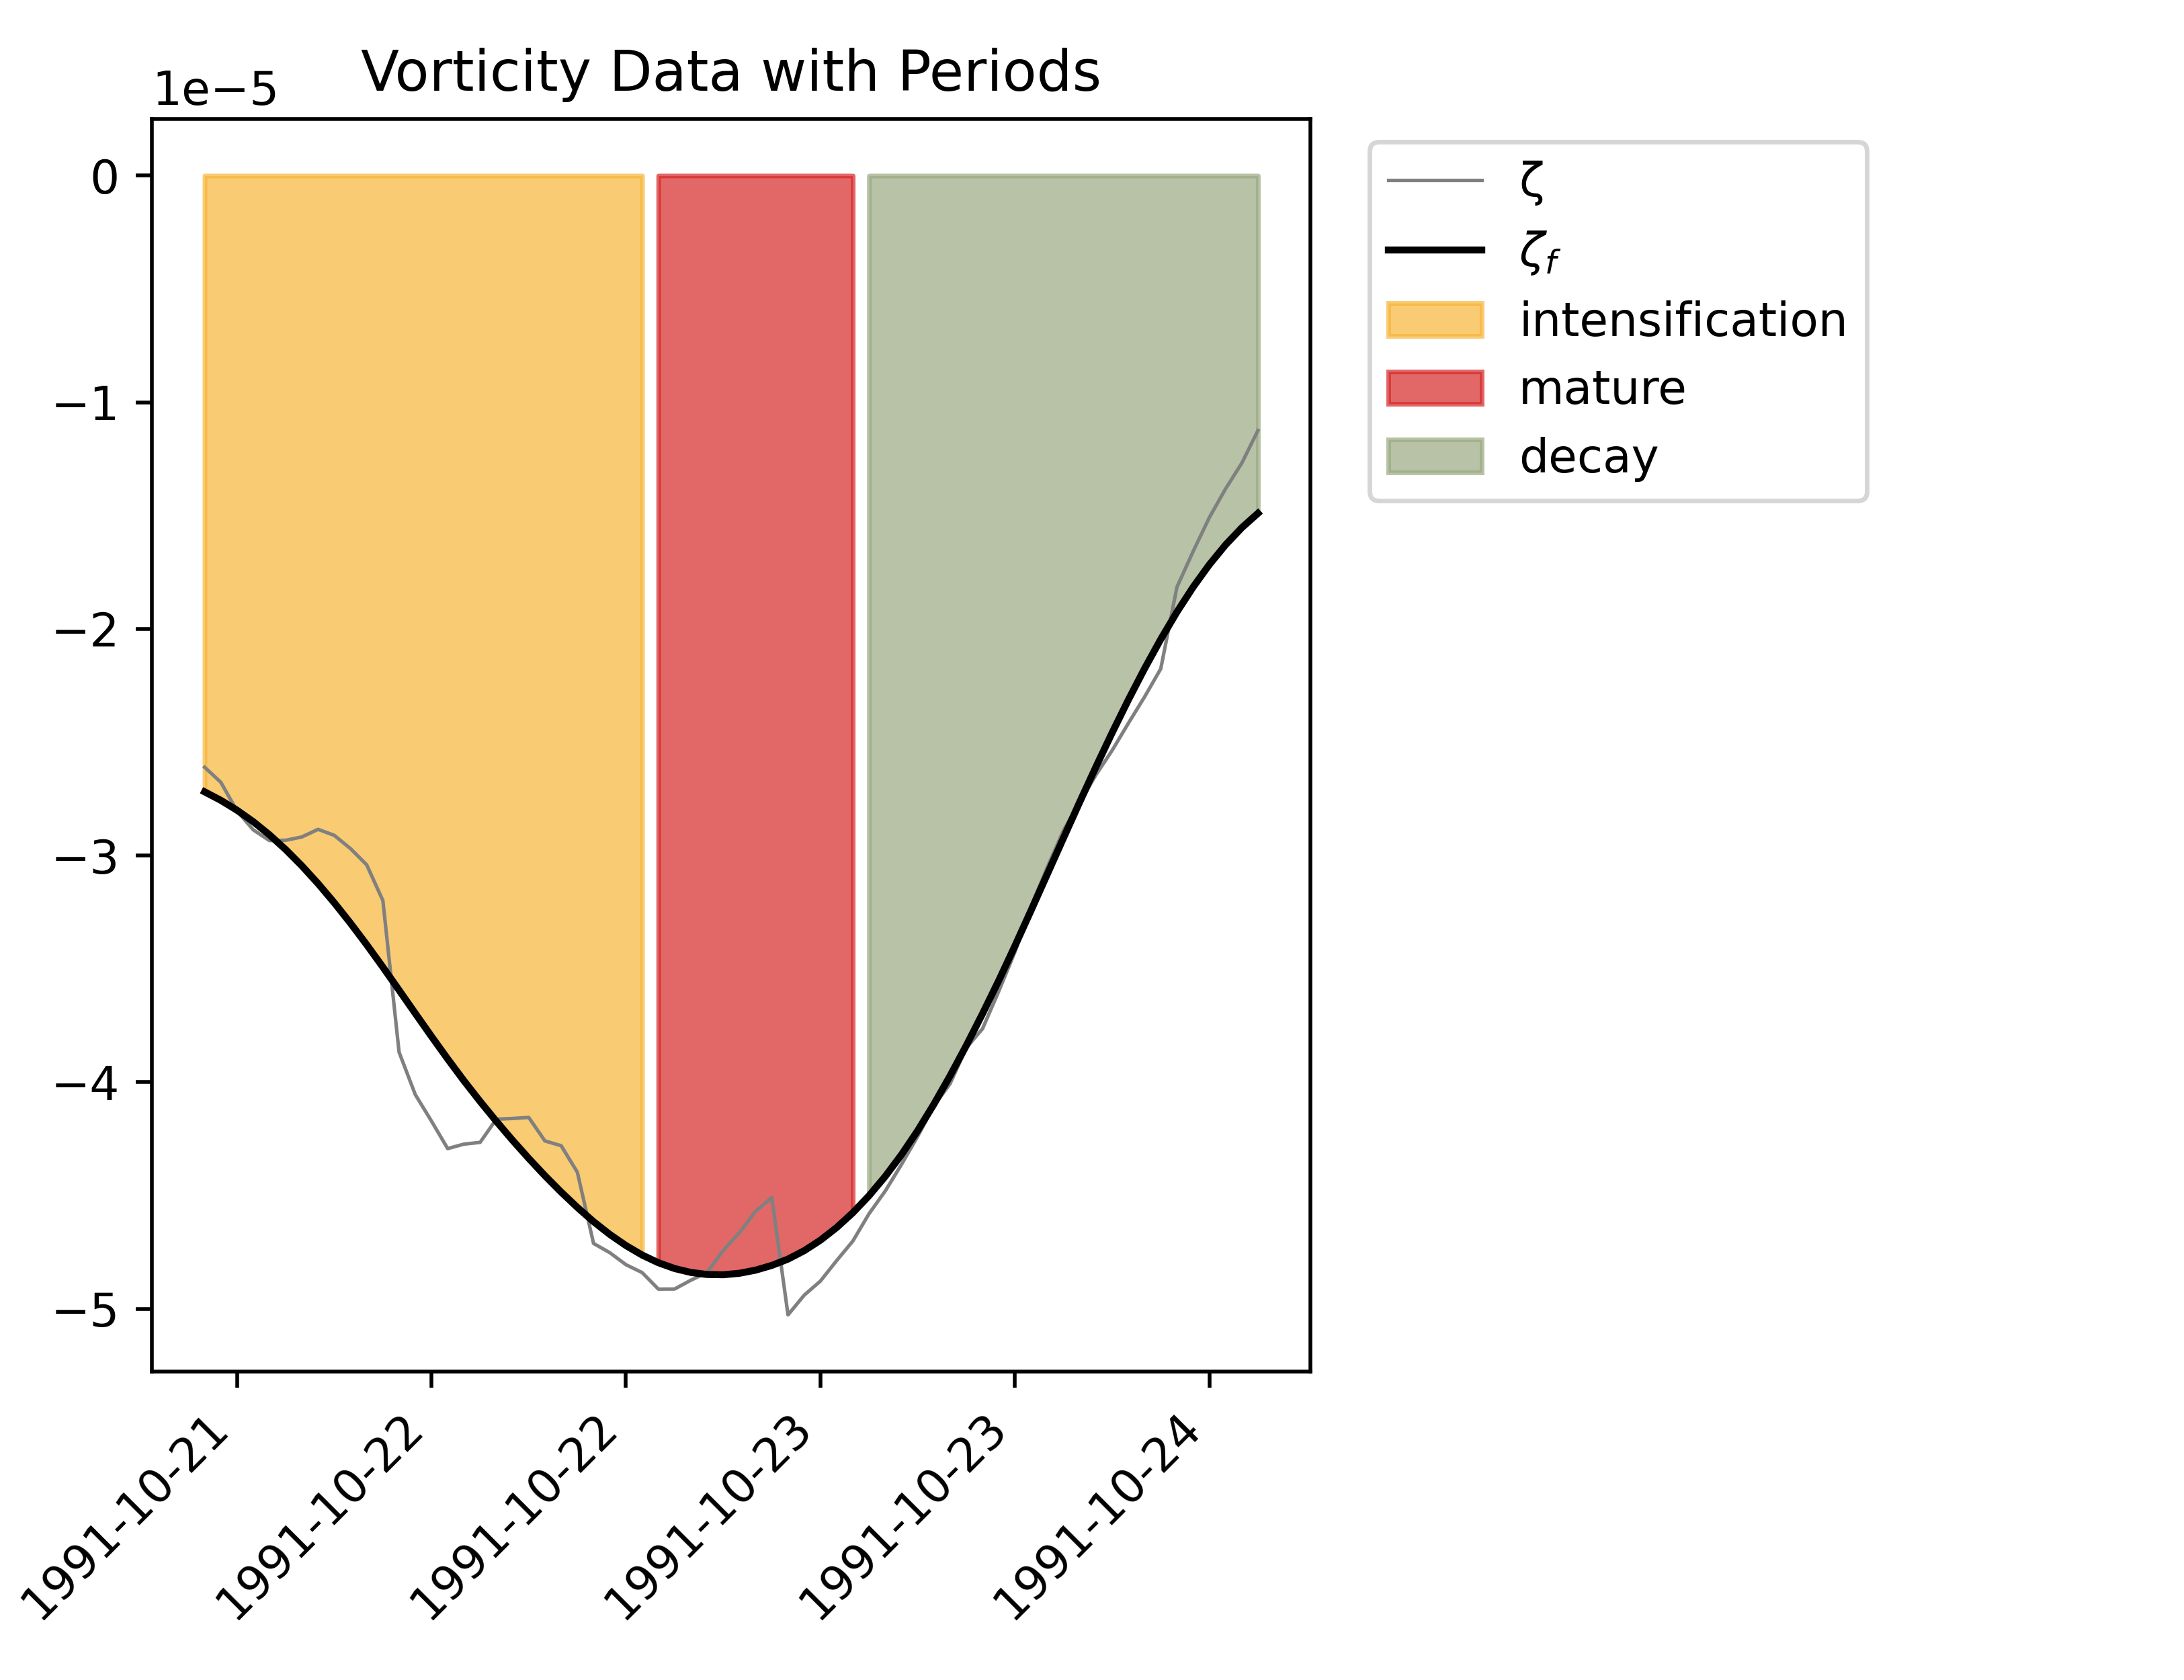 Vorticity Data with Periods
1e−5
0
−1
−2
−3
−4
−5
1991-10-21
1991-10-22
1991-10-22
1991-10-23
1991-10-23
1991-10-24
ζ
ζf
intensification
mature
decay